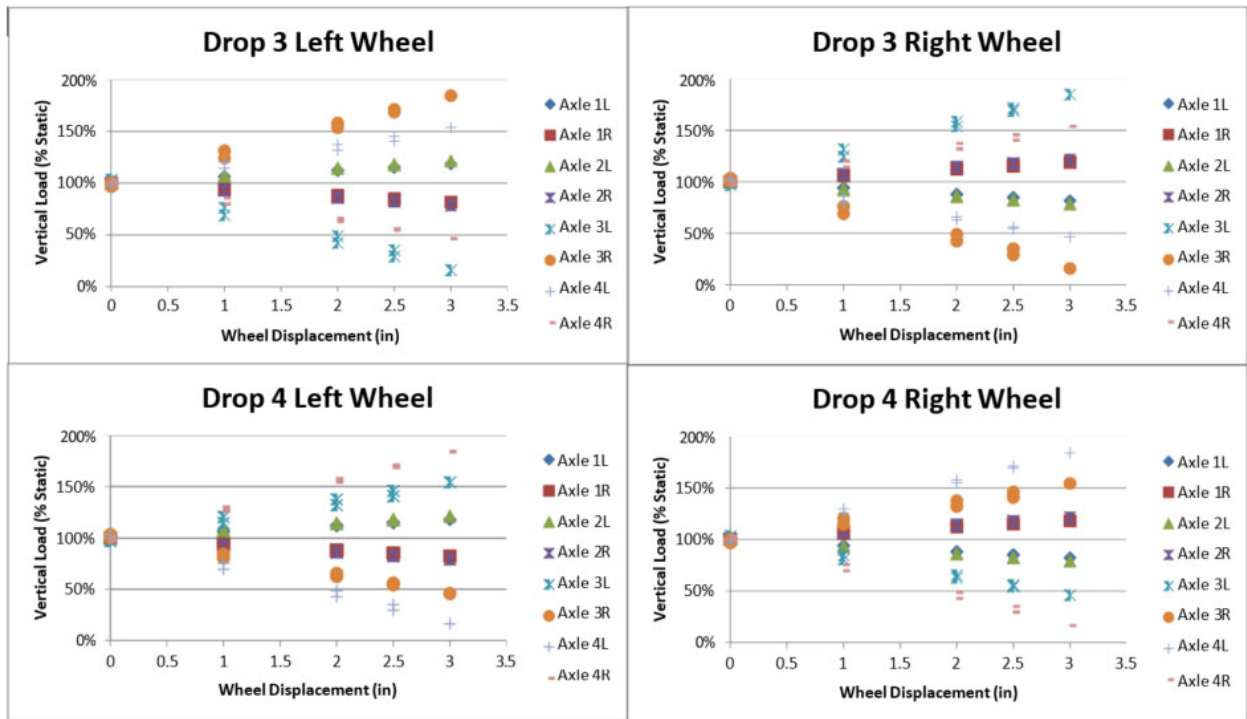 Drop 3 Left Wheel
Vertical Load (% Static)
200%
150%
100%
50%
0%
0 0.5 1 1.5 2 2.5 3 3.5
Wheel Displacement (in)
Axle 1L
Axle 1R
Axle 2L
Axle 2R
Axle 3L
Axle 3R
Axle 4L
Axle 4R
Drop 3 Right Wheel
Vertical Load (% Static)
200%
150%
100%
50%
0%
0 0.5 1 1.5 2 2.5 3 3.5
Wheel Displacement (in)
Axle 1L
Axle 1R
Axle 2L
Axle 2R
Axle 3L
Axle 3R
Axle 4L
Axle 4R
Drop 4 Left Wheel
Vertical Load (% Static)
200%
150%
100%
50%
0%
0 0.5 1 1.5 2 2.5 3 3.5
Wheel Displacement (in)
Axle 1L
Axle 1R
Axle 2L
Axle 2R
Axle 3L
Axle 3R
Axle 4L
Axle 4R
Drop 4 Right Wheel
Vertical Load (% Static)
200%
150%
100%
50%
0%
0 0.5 1 1.5 2 2.5 3 3.5
Wheel Displacement (in)
Axle 1L
Axle 1R
Axle 2L
Axle 2R
Axle 3L
Axle 3R
Axle 4L
Axle 4R